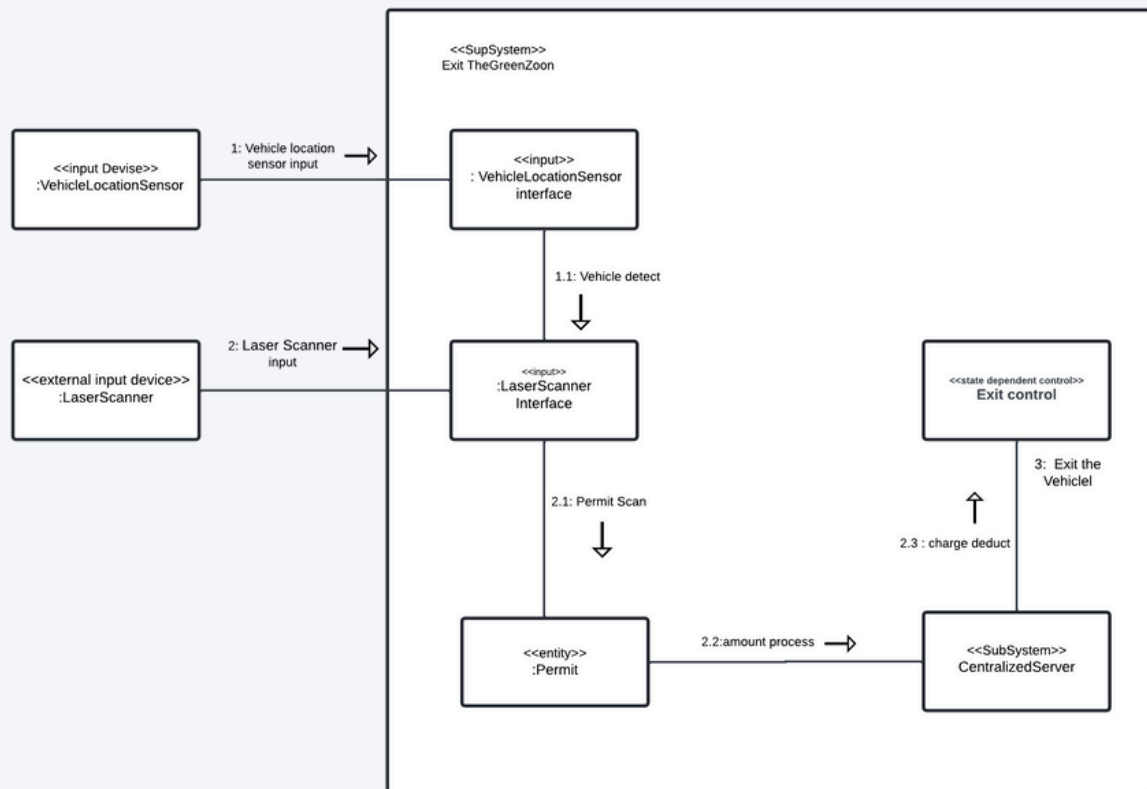 <<SupSystem>>
Exit TheGreenZoon
<<input Devise>>
:VehicleLocationSensor
1: Vehicle location
sensor input
<<input>>
: VehicleLocationSensor
interface
1.1: Vehicle detect
<<external input device>>
:LaserScanner
2: Laser Scanner
input
<<input>>
:LaserScanner
Interface
<<state dependent control>>
Exit control
3: Exit the
Vehiclel
2.1: Permit Scan
2.3 : charge deduct
<<entity>>
:Permit
2.2:amount process
<<SubSystem>>
CentralizedServer